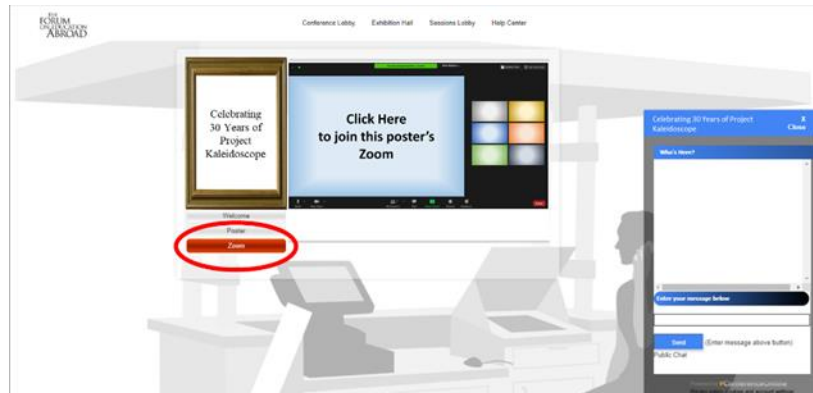 THE
FORUM
ON EDUCATION
ABROAD
Conference Lobby Exhibition Hall Sessions Lobby Help Center
Celebrating
30 Years of
Project
Kaleidoscope
Click Here
to join this poster's
Zoom
Welcome
Poster
Zoom
Celebrating 30 Years of Project
Kaleidoscope
X
Close
Who's Here?
Enter your message below
Send (Enter message above button)
Public Chat